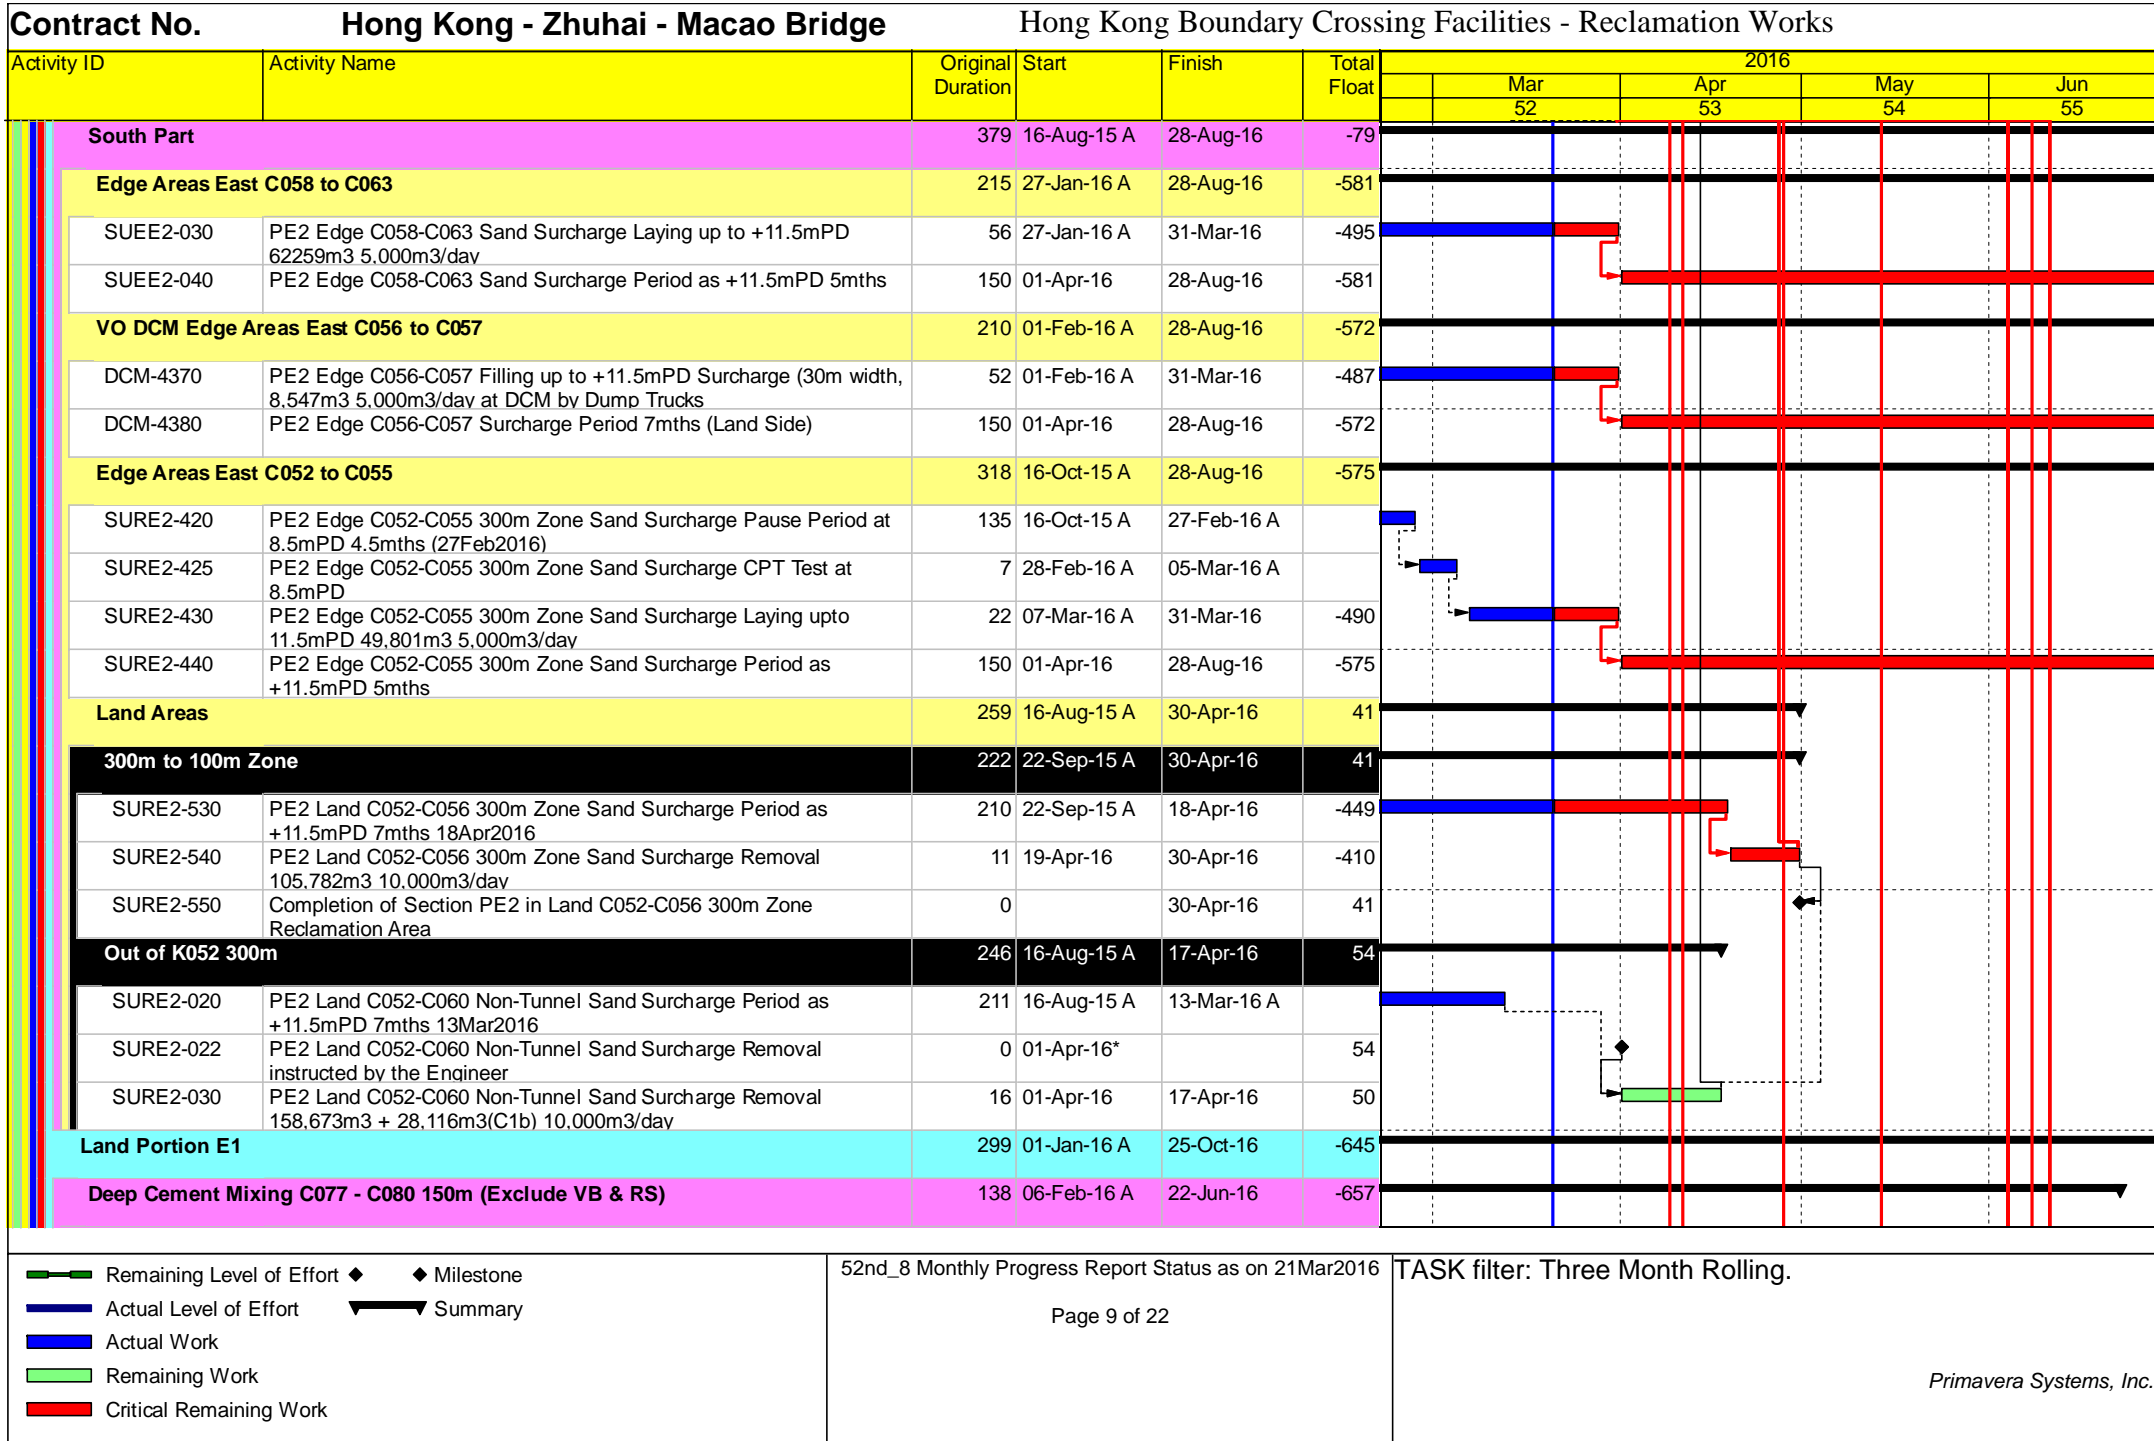 Contract No. Hong Kong - Zhuhai - Macao Bridge Hong Kong Boundary Crossing Facilities - Reclamation Works
Activity ID Activity Name Original Start Finish Total 2016
Duration Float Mar Apr May Jun
52 53 54 55
South Part 379 16-Aug-15 A 28-Aug-16 -79
Edge Areas East C058 to C063 215 27-Jan-16 A 28-Aug-16 -581
SUEE2-030 PE2 Edge C058-C063 Sand Surcharge Laying up to +11.5mPD 56 27-Jan-16 A 31-Mar-16 -495
62259m3 5,000m3/day
SUEE2-040 PE2 Edge C058-C063 Sand Surcharge Period as +11.5mPD 5mths 150 01-Apr-16 28-Aug-16 -581
VO DCM Edge Areas East C056 to C057 210 01-Feb-16 A 28-Aug-16 -572
DCM-4370 PE2 Edge C056-C057 Filling up to +11.5mPD Surcharge (30m width, 52 01-Feb-16 A 31-Mar-16 -487
8,547m3 5,000m3/day at DCM by Dump Trucks
DCM-4380 PE2 Edge C056-C057 Surcharge Period 7mths (Land Side) 150 01-Apr-16 28-Aug-16 -572
Edge Areas East C052 to C055 318 16-Oct-15 A 28-Aug-16 -575
SURE2-420 PE2 Edge C052-C055 300m Zone Sand Surcharge Pause Period at 135 16-Oct-15 A 27-Feb-16 A
8.5mPD 4.5mths (27Feb2016)
SURE2-425 PE2 Edge C052-C055 300m Zone Sand Surcharge CPT Test at 7 28-Feb-16 A 05-Mar-16 A
8.5mPD
SURE2-430 PE2 Edge C052-C055 300m Zone Sand Surcharge Laying upto 22 07-Mar-16 A 31-Mar-16 -490
11.5mPD 49,801m3 5,000m3/day
SURE2-440 PE2 Edge C052-C055 300m Zone Sand Surcharge Period as 150 01-Apr-16 28-Aug-16 -575
+11.5mPD 5mths
Land Areas 259 16-Aug-15 A 30-Apr-16 41
300m to 100m Zone 222 22-Sep-15 A 30-Apr-16 41
SURE2-530 PE2 Land C052-C056 300m Zone Sand Surcharge Period as 210 22-Sep-15 A 18-Apr-16 -449
+11.5mPD 7mths 18Apr2016
SURE2-540 PE2 Land C052-C056 300m Zone Sand Surcharge Removal 11 19-Apr-16 30-Apr-16 -410
105,782m3 10,000m3/day
SURE2-550 Completion of Section PE2 in Land C052-C056 300m Zone 0 30-Apr-16 41
Reclamation Area
Out of K052 300m 246 16-Aug-15 A 17-Apr-16 54
SURE2-020 PE2 Land C052-C060 Non-Tunnel Sand Surcharge Period as 211 16-Aug-15 A 13-Mar-16 A
+11.5mPD 7mths 13Mar2016
SURE2-022 PE2 Land C052-C060 Non-Tunnel Sand Surcharge Removal 0 01-Apr-16* 54
instructed by the Engineer
SURE2-030 PE2 Land C052-C060 Non-Tunnel Sand Surcharge Removal 16 01-Apr-16 17-Apr-16 50
158,673m3 + 28,116m3(C1b) 10,000m3/day
Land Portion E1 299 01-Jan-16 A 25-Oct-16 -645
Deep Cement Mixing C077 - C080 150m (Exclude VB & RS) 138 06-Feb-16 A 22-Jun-16 -657
Remaining Level of Effort Milestone 52nd_8 Monthly Progress Report Status as on 21Mar2016 TASK filter: Three Month Rolling.
Actual Level of Effort Summary Page 9 of 22
Actual Work
Remaining Work Primavera Systems, Inc.
Critical Remaining Work